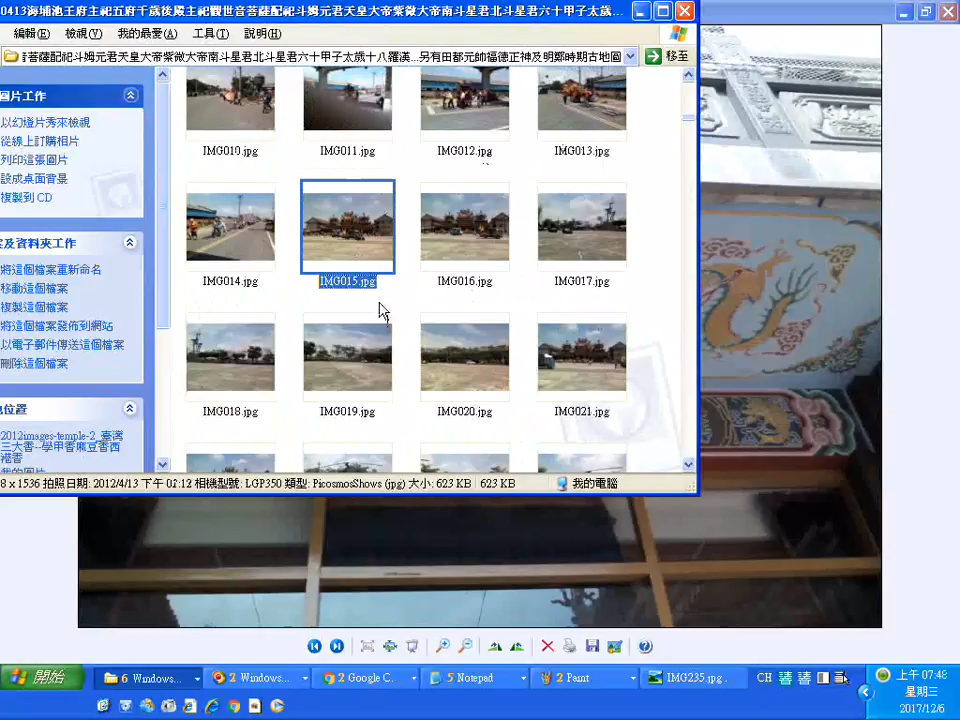 0413海埔池王府主祀五府千歲後殿主祀觀世音菩薩配祀斗姆元君天皇大帝紫微大帝南斗星君北斗星君六十甲子太歲...
編輯(E) 檢視(V) 我的最愛(A) 工具(T) 說明(H)
菩薩配祀斗姆元君天皇大帝紫微大帝南斗星君北斗星君六十甲子太歲十八羅漢...另有田都元帥福德正神及明鄭時期古地圖 移至
圖片工作
以幻燈片秀來檢視
從線上訂購相片
列印這張圖片
設成桌面背景
複製到 CD
案及資料夾工作
將這個檔案重新命名
移動這個檔案
複製這個檔案
將這個檔案發佈到網站
以電子郵件傳送這個檔案
刪除這個檔案
也位置
2012images-temple-2_臺灣
三大香--學甲香麻豆香西
港香
我的圖片
IMG010.jpg IMG011.jpg IMG012.jpg IMG013.jpg
IMG014.jpg IMG015.jpg IMG016.jpg IMG017.jpg
IMG018.jpg IMG019.jpg IMG020.jpg IMG021.jpg
8 x 1536 拍照日期: 2012/4/13 下午 02:12 相機型號: LGP350 類型: PicosmosShows (jpg) 大小: 623 KB 623 KB 我的電腦
開始 6 Windows... 2 Windows... 2 Google C... 5 Notepad 2 Paint IMG235.jpg... CH
上午 07:48
星期三
2017/12/6